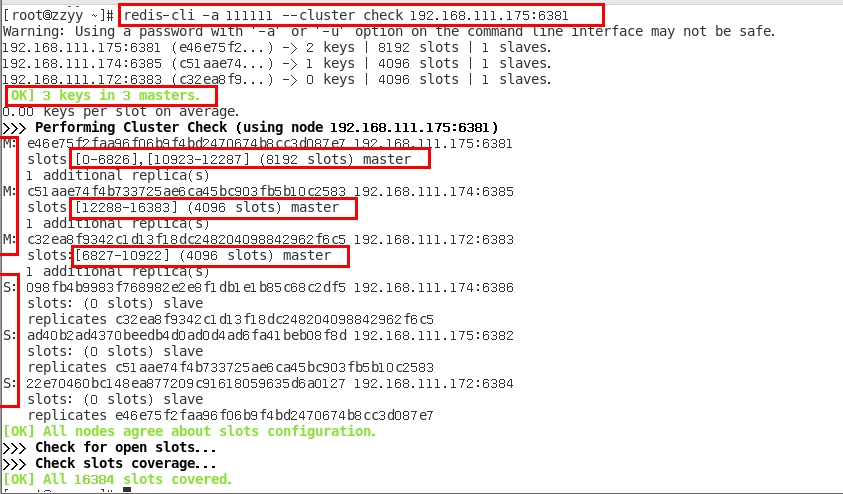 [root@zzyy ~]# redis-cli -a 111111 --cluster check 192.168.111.175:6381
Warning: Using a password with '-a' or '-u' option on the command line interface may not be safe.
192.168.111.175:6381 (e46e75f2...) -> 2 keys | 8192 slots | 1 slaves.
192.168.111.174:6385 (c51aae74...) -> 1 keys | 4096 slots | 1 slaves.
192.168.111.172:6383 (c32ea8f9...) -> 0 keys | 4096 slots | 1 slaves.
[OK] 3 keys in 3 masters.
0.00 keys per slot on average.
>>> Performing Cluster Check (using node 192.168.111.175:6381)
M: e46e75f2faa96f06b9f4bd2470674b8cc3d087e7 192.168.111.175:6381
slots:[0-6826],[10923-12287] (8192 slots) master
1 additional replica(s)
M: c51aae74f4b733725ae6ca45bc903fb5b10c2583 192.168.111.174:6385
slots:[12288-16383] (4096 slots) master
1 additional replica(s)
M: c32ea8f9342c1d13f18dc248204098842962f6c5 192.168.111.172:6383
slots:[6827-10922] (4096 slots) master
1 additional replica(s)
S: 098fb4b9983f768982e2e8f1db1e1b85c68c2df5 192.168.111.174:6386
slots: (0 slots) slave
replicates c32ea8f9342c1d13f18dc248204098842962f6c5
S: ad40b2ad4370beedb4d0ad0d4ad6fa41beb08f8d 192.168.111.175:6382
slots: (0 slots) slave
replicates c51aae74f4b733725ae6ca45bc903fb5b10c2583
S: 22e70460bc148ea877209c91618059635d6a0127 192.168.111.172:6384
slots: (0 slots) slave
replicates e46e75f2faa96f06b9f4bd2470674b8cc3d087e7
[OK] All nodes agree about slots configuration.
>>> Check for open slots...
>>> Check slots coverage...
[OK] All 16384 slots covered.